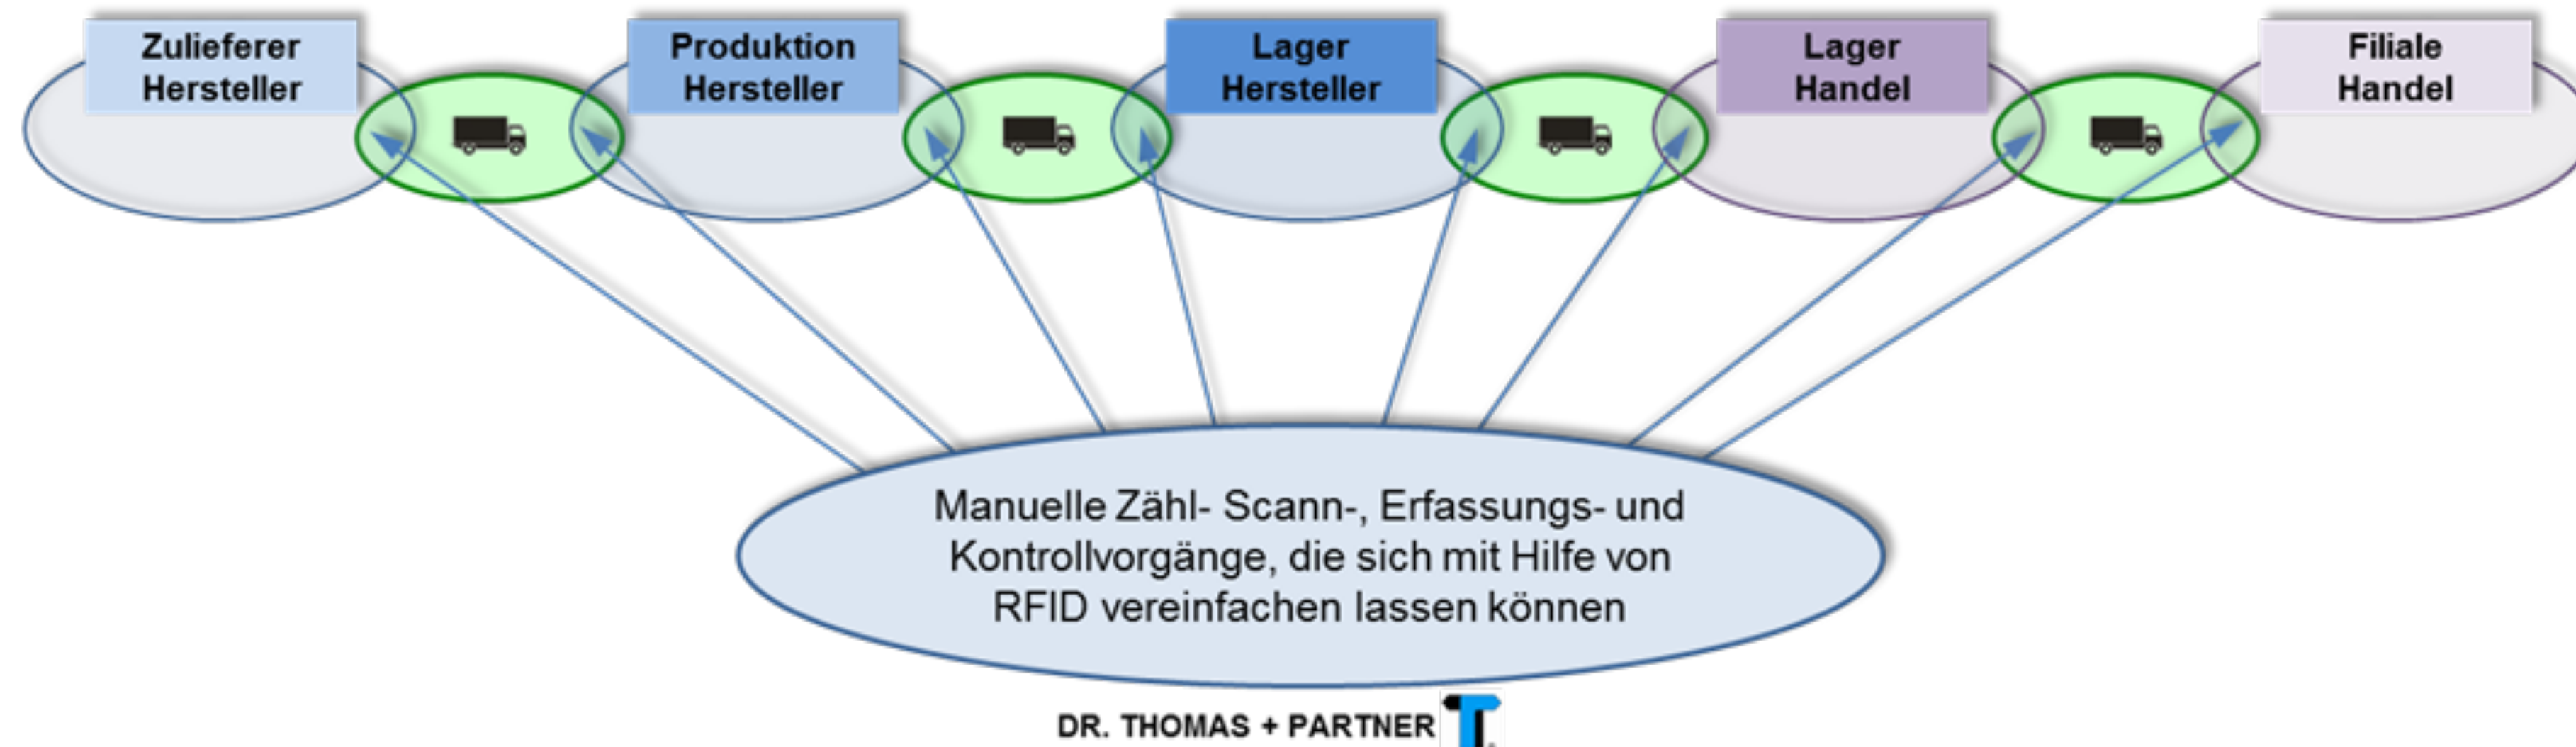 Zulieferer
Hersteller
Produktion
Hersteller
Lager
Hersteller
Lager
Handel
Filiale
Handel
Manuelle Zähl- Scann-, Erfassungs- und
Kontrollvorgänge, die sich mit Hilfe von
RFID vereinfachen lassen können
DR. THOMAS + PARTNER